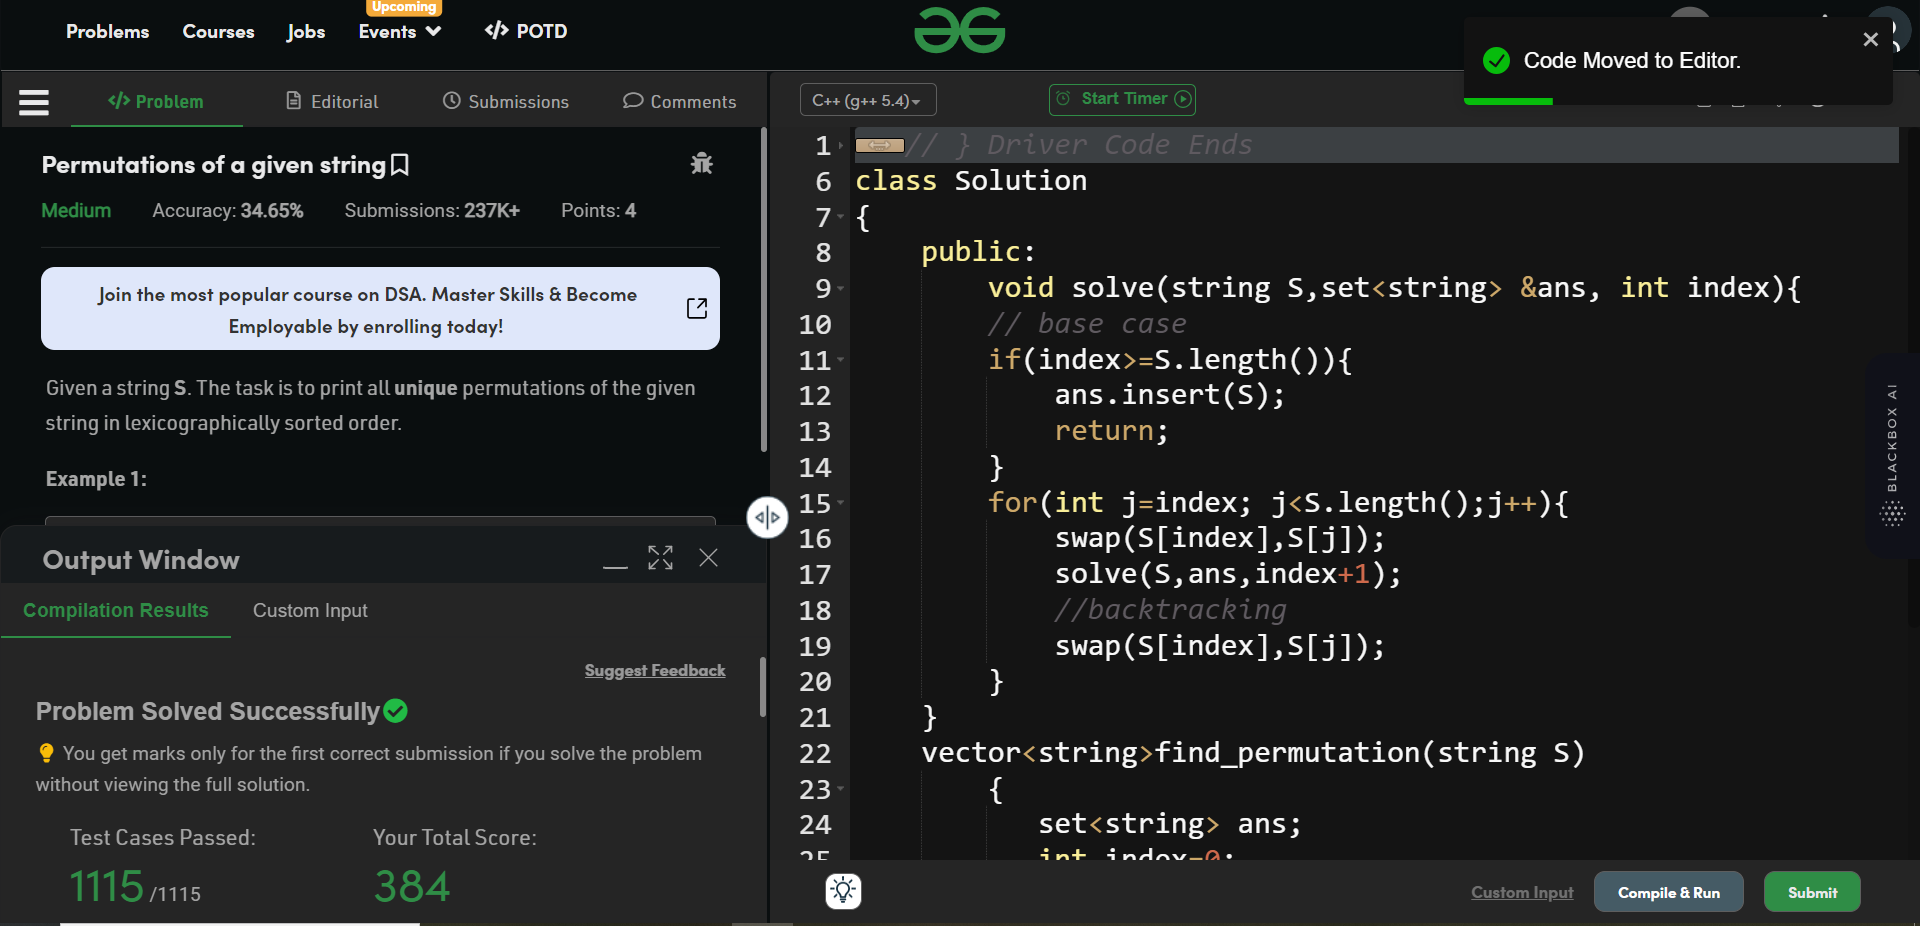 Upcoming
Problems Courses Jobs Events </> POTD
Code Moved to Editor.
</> Problem Editorial Submissions Comments
C++ (g++ 5.4) Start Timer
Permutations of a given string
Medium Accuracy: 34.65% Submissions: 237K+ Points: 4
Join the most popular course on DSA. Master Skills & Become
Employable by enrolling today!
Given a string S. The task is to print all unique permutations of the given
string in lexicographically sorted order.
Example 1:
Output Window
Compilation Results Custom Input
Suggest Feedback
Problem Solved Successfully
You get marks only for the first correct submission if you solve the problem
without viewing the full solution.
Test Cases Passed: Your Total Score:
1115 /1115 384
1 // } Driver Code Ends
6 class Solution
7 {
8 public:
9 void solve(string S,set<string> &ans, int index){
10 // base case
11 if(index>=S.length()){
12 ans.insert(S);
13 return;
14 }
15 for(int j=index; j<S.length();j++){
16 swap(S[index],S[j]);
17 solve(S,ans,index+1);
18 //backtracking
19 swap(S[index],S[j]);
20 }
21 }
22 vector<string>find_permutation(string S)
23 {
24 set<string> ans;
25 int index=0;
BLACKBOX AI
Custom Input Compile & Run Submit